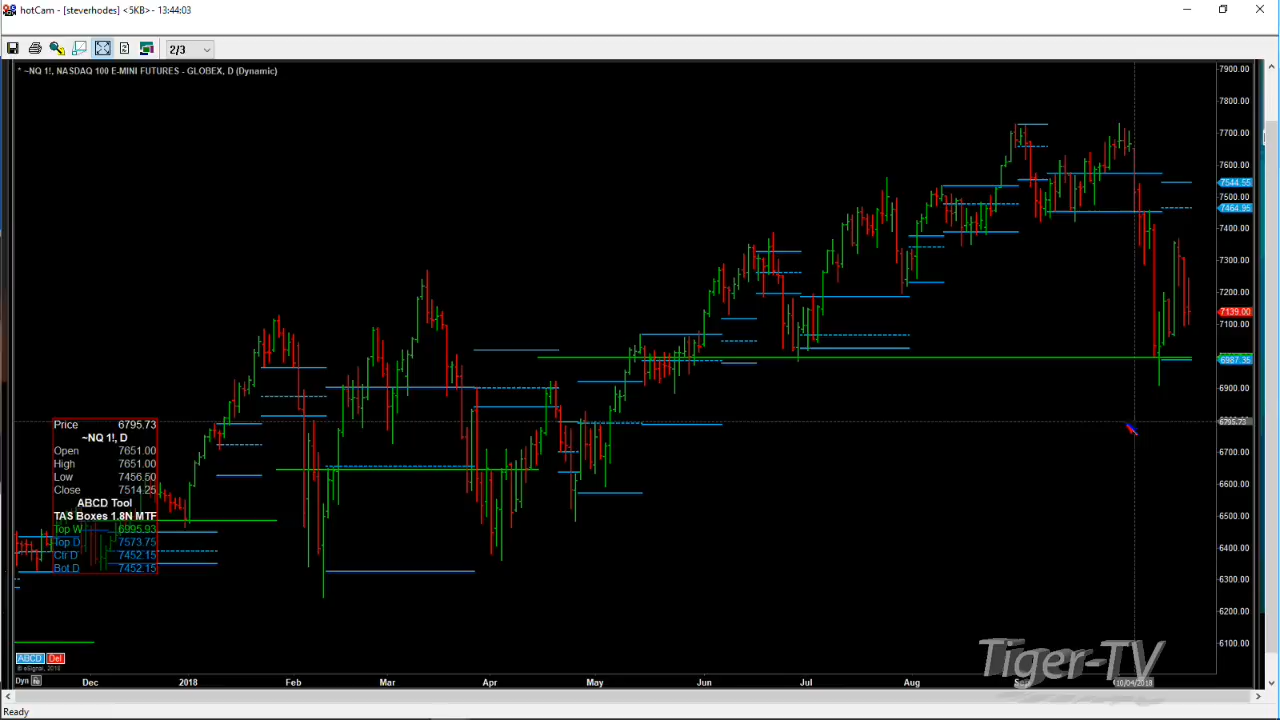 hotCam - [steverhodes] <5KB> - 13:44:03
2/3
* ~NQ 1!, NASDAQ 100 E-MINI FUTURES - GLOBEX, D (Dynamic)
7900.00
7800.00
7700.00
7600.00
7544.55
7500.00
7464.95
7400.00
7300.00
7200.00
7139.00
7100.00
6987.35
6900.00
6795.73
6700.00
6600.00
6500.00
6400.00
6300.00
6200.00
6100.00
Price 6795.73
~NQ 1!, D
Open 7651.00
High 7651.00
Low 7456.50
Close 7514.25
ABCD Tool
TAS Boxes 1.8N MTF
Top W 6995.93
Top D 7573.75
Ctr D 7452.15
Bot D 7452.15
ABCD Del
© eSignal, 2018
Tiger-TV
Dyn
Dec 2018 Feb Mar Apr May Jun Jul Aug 10/04/2018
Ready